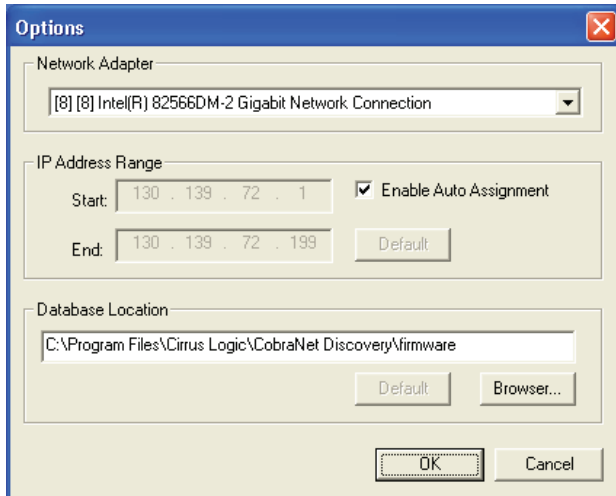 Options
Network Adapter
[8] [8] Intel(R) 82566DM-2 Gigabit Network Connection
IP Address Range
Start: 130 . 139 . 72 . 1
Enable Auto Assignment
End: 130 . 139 . 72 . 199
Default
Database Location
C:\Program Files\Cirrus Logic\CobraNet Discovery\firmware
Default Browser...
OK Cancel